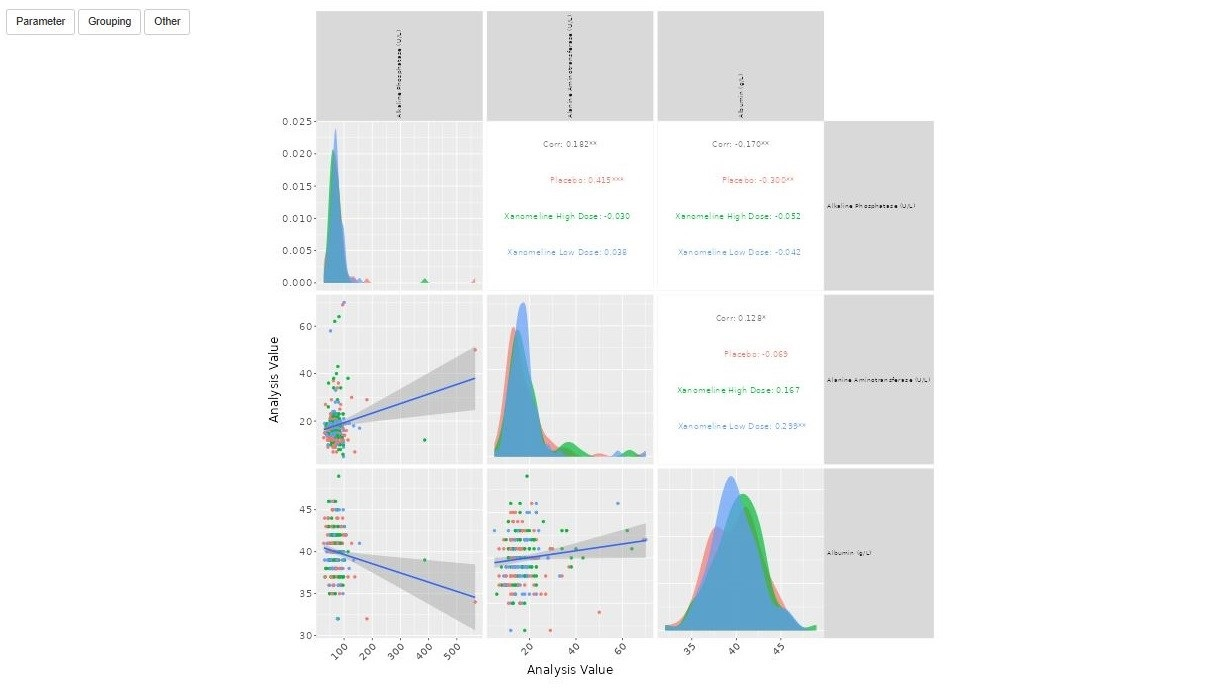 Parameter
Grouping
Other
Alkaline Phosphatase (U/L)
Alanine Aminotransferase (U/L)
Albumin (g/L)
0.025
0.020
0.015
0.010
0.005
0.000
Corr: 0.182**
Placebo: 0.415***
Xanomeline High Dose: -0.030
Xanomeline Low Dose: 0.038
Corr: -0.170**
Placebo: -0.300**
Xanomeline High Dose: -0.052
Xanomeline Low Dose: -0.042
Alkaline Phosphatase (U/L)
Analysis Value
60
40
20
Corr: 0.128*
Placebo: -0.069
Xanomeline High Dose: 0.167
Xanomeline Low Dose: 0.299**
Alanine Aminotransferase (U/L)
45
40
35
30
Albumin (g/L)
100
200
300
400
500
20
40
60
35
40
45
Analysis Value